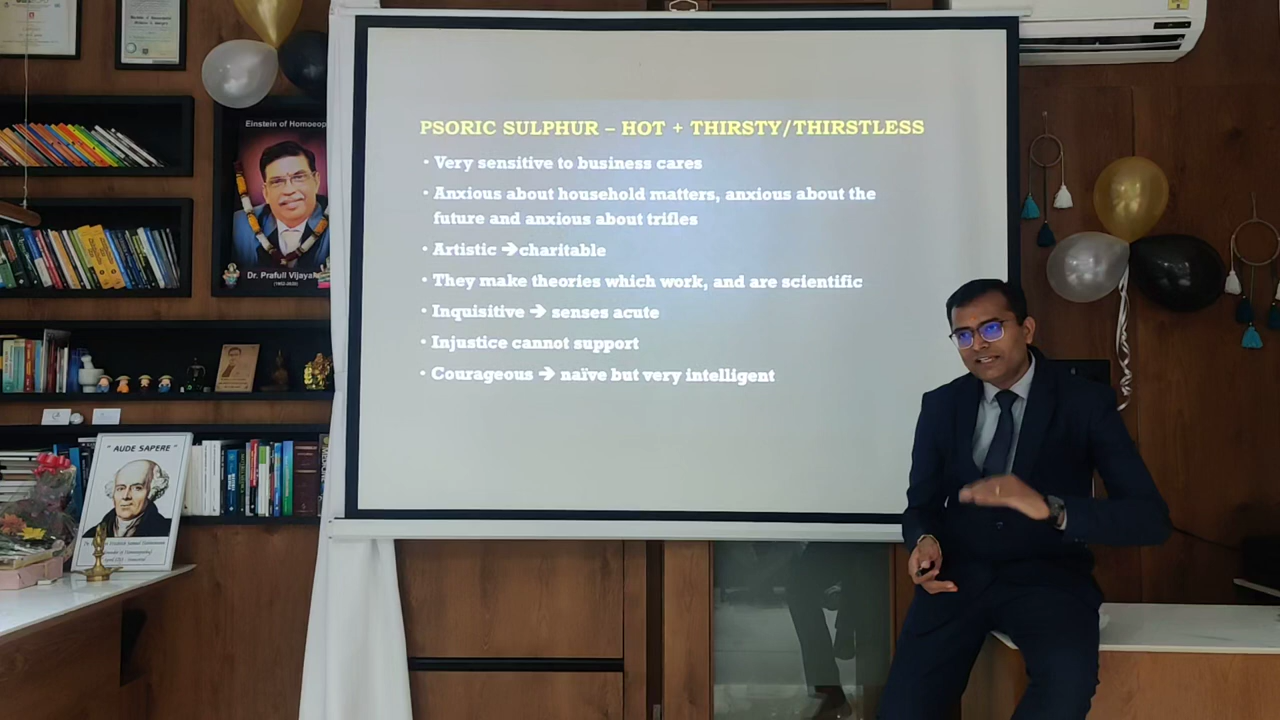 PSORIC SULPHUR – HOT + THIRSTY/THIRSTLESS
• Very sensitive to business cares
• Anxious about household matters, anxious about the
future and anxious about trifles
• Artistic ➔charitable
• They make theories which work, and are scientific
• Inquisitive ➔ senses acute
• Injustice cannot support
• Courageous ➔ naïve but very intelligent
Einstein of Homoeop
Dr. Prafull Vijay
" AUDE SAPERE "